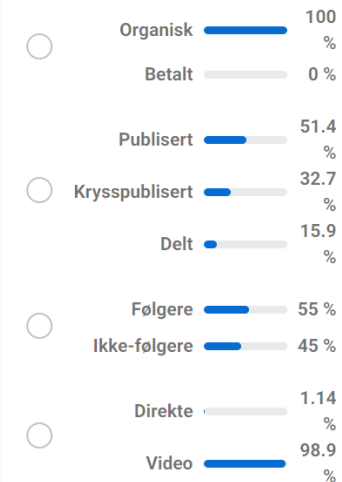 Organisk 100 %
Betalt 0 %
Publisert 51.4 %
Krysspublisert 32.7 %
Delt 15.9 %
Følgere 55 %
Ikke-følgere 45 %
Direkte 1.14 %
Video 98.9 %